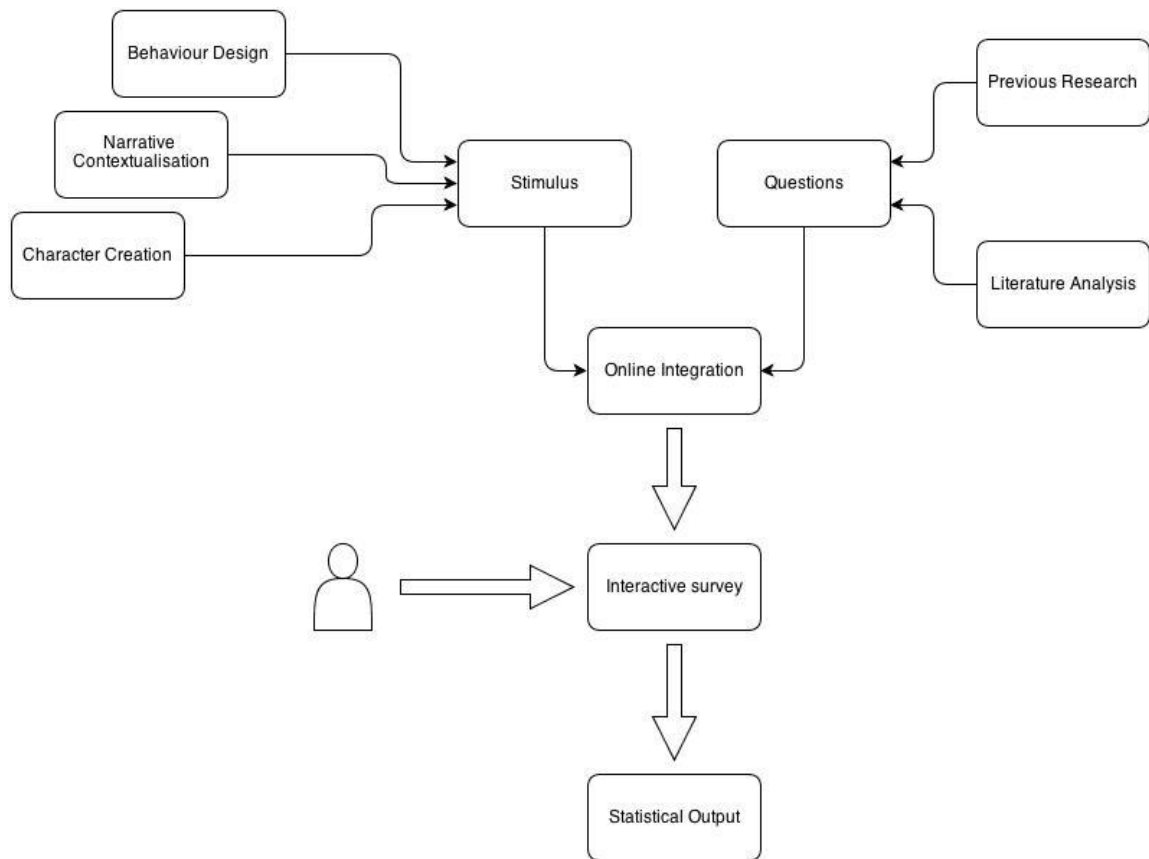 Behaviour Design
Previous Research
Narrative
Contextualisation
Stimulus
Questions
Character Creation
Literature Analysis
Online Integration
Interactive survey
Statistical Output